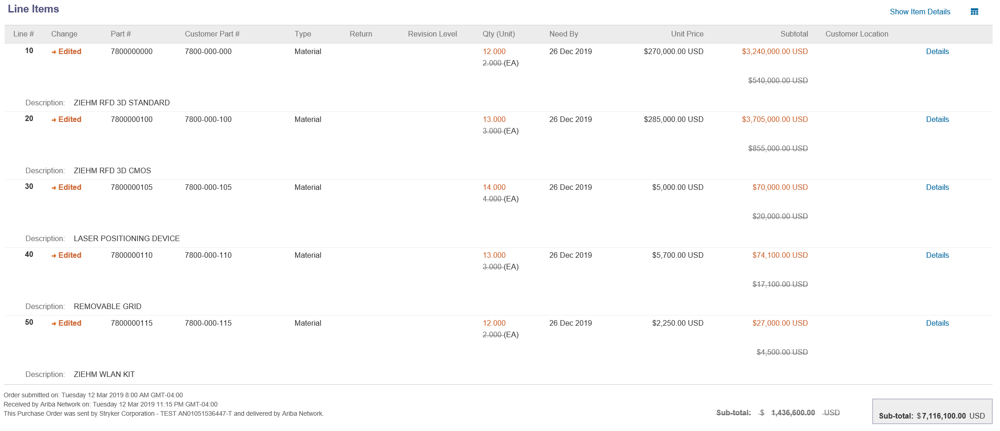 Line Items
Show Item Details
Line # Change Part # Customer Part # Type Return Revision Level Qty (Unit) Need By Unit Price Subtotal Customer Location
10 Edited 7800000000 7800-000-000 Material 12.000 26 Dec 2019 $270,000.00 USD $3,240,000.00 USD Details
2.000 (EA)
$540,000.00 USD
Description: ZIEHM RFD 3D STANDARD
20 Edited 7800000100 7800-000-100 Material 13.000 26 Dec 2019 $285,000.00 USD $3,705,000.00 USD Details
3.000 (EA)
$855,000.00 USD
Description: ZIEHM RFD 3D CMOS
30 Edited 7800000105 7800-000-105 Material 14.000 26 Dec 2019 $5,000.00 USD $70,000.00 USD Details
4.000 (EA)
$20,000.00 USD
Description: LASER POSITIONING DEVICE
40 Edited 7800000110 7800-000-110 Material 13.000 26 Dec 2019 $5,700.00 USD $74,100.00 USD Details
3.000 (EA)
$17,100.00 USD
Description: REMOVABLE GRID
50 Edited 7800000115 7800-000-115 Material 12.000 26 Dec 2019 $2,250.00 USD $27,000.00 USD Details
2.000 (EA)
$4,500.00 USD
Description: ZIEHM WLAN KIT
Order submitted on: Tuesday 12 Mar 2019 8:00 AM GMT-04:00
Received by Ariba Network on: Tuesday 12 Mar 2019 11:15 PM GMT-04:00
This Purchase Order was sent by Stryker Corporation - TEST AN01051536447-T and delivered by Ariba Network.
Sub-total: $ 1,436,600.00 USD
Sub-total: $ 7,116,100.00 USD